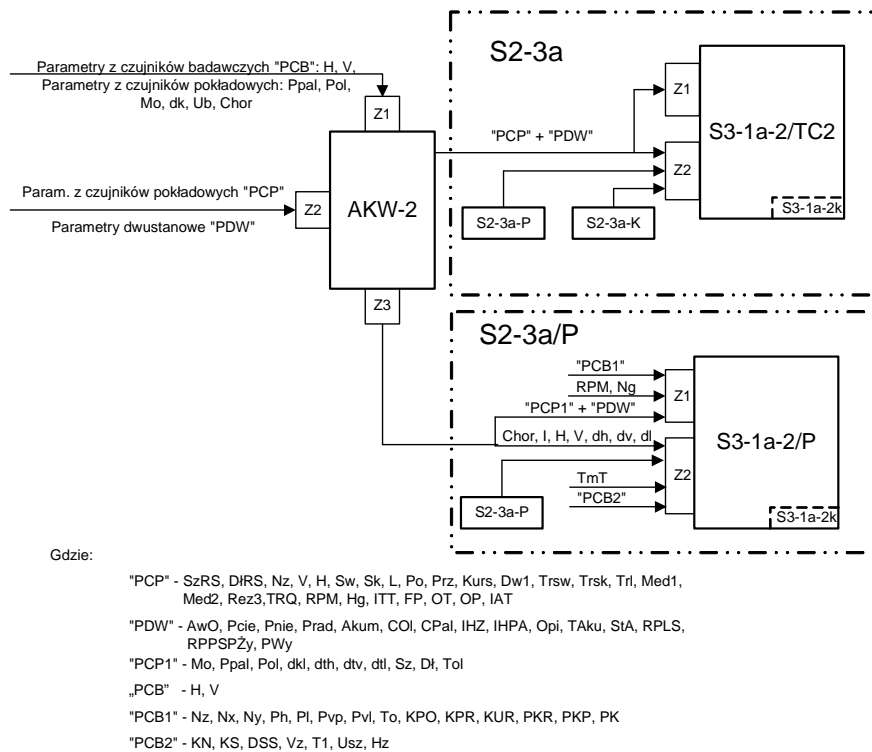 Parametry z czujników badawczych "PCB": H, V,
Parametry z czujników pokładowych: Ppal, Pol,
Mo, dk, Ub, Chor
Z1
Param. z czujników pokładowych "PCP"
Z2
AKW-2
Parametry dwustanowe "PDW"
Z3
S2-3a
"PCP" + "PDW"
Z1
S3-1a-2/TC2
Z2
S2-3a-P
S2-3a-K
S3-1a-2k
S2-3a/P
"PCB1"
RPM, Ng
Z1
"PCP1" + "PDW"
Chor, I, H, V, dh, dv, dl
S3-1a-2/P
Z2
TmT
"PCB2"
S2-3a-P
S3-1a-2k
Gdzie:
"PCP" - SzRS, DłRS, Nz, V, H, Sw, Sk, L, Po, Prz, Kurs, Dw1, Trsw, Trsk, Trl, Med1,
Med2, Rez3,TRQ, RPM, Hg, ITT, FP, OT, OP, IAT
"PDW" - AwO, Pcie, Pnie, Prad, Akum, COl, CPal, IHZ, IHPA, Opi, TAku, StA, RPLS,
RPPSPŻy, PWy
"PCP1" - Mo, Ppal, Pol, dkl, dth, dtv, dtl, Sz, Dł, Tol
„PCB” - H, V
"PCB1" - Nz, Nx, Ny, Ph, Pl, Pvp, Pvl, To, KPO, KPR, KUR, PKR, PKP, PK
"PCB2" - KN, KS, DSS, Vz, T1, Usz, Hz